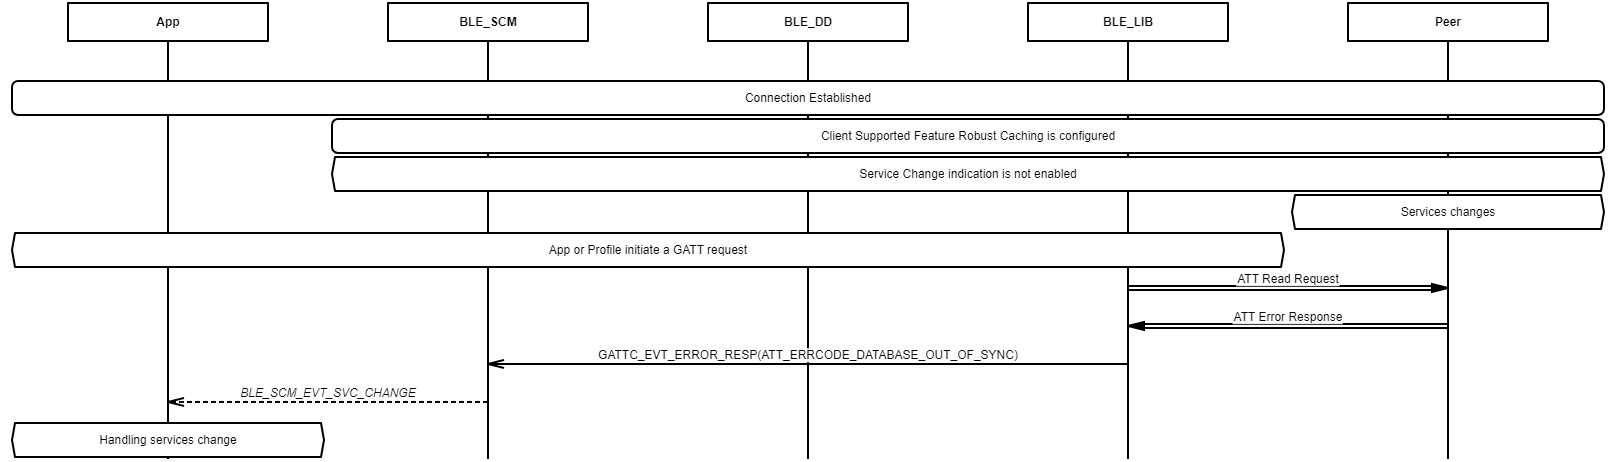 App
BLE_SCM
BLE_DD
BLE_LIB
Peer
Connection Established
Client Supported Feature Robust Caching is configured
Service Change indication is not enabled
Services changes
App or Profile initiate a GATT request
ATT Read Request
ATT Error Response
GATTC_EVT_ERROR_RESP(ATT_ERRCODE_DATABASE_OUT_OF_SYNC)
BLE_SCM_EVT_SVC_CHANGE
Handling services change